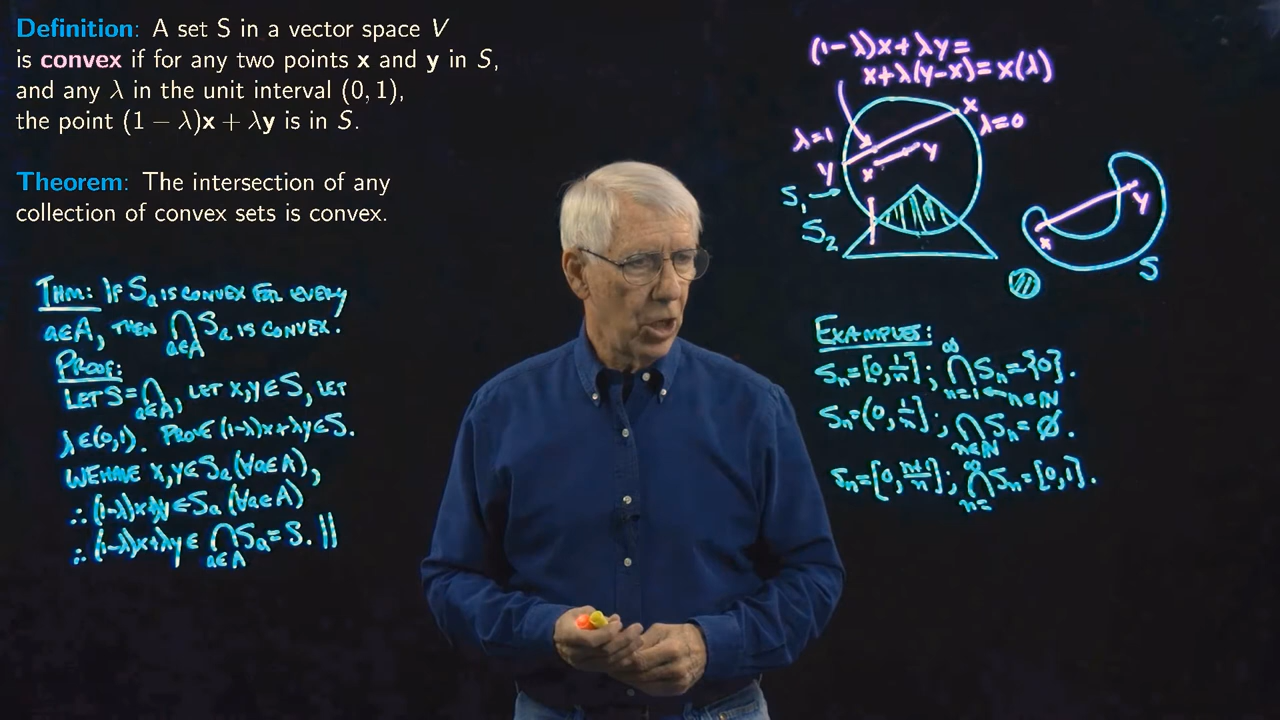 Definition: A set S in a vector space V
is convex if for any two points x and y in S,
and any λ in the unit interval (0, 1),
the point (1 − λ)x + λy is in S.
Theorem: The intersection of any
collection of convex sets is convex.
THM: IF Sₐ IS CONVEX FOR EVERY
a∈A, THEN ⋂ Sₐ IS CONVEX.
a∈A
PROOF:
LET S=⋂, LET X,Y∈S, LET
a∈A
λ∈(0,1). PROVE (1-λ)x+λy∈S.
WE HAVE X,Y∈Sₐ(∀a∈A),
∴(1-λ)x+λy∈Sₐ(∀a∈A)
∴(1-λ)x+λy∈ ⋂Sₐ=S. ||
a∈A
(1-λ)x+λy=
x+λ(y-x)=x(λ)
x
λ=1
λ=0
y
y
x
S₁
S₂
y
x
S
EXAMPLES:
Sₙ=[0,1/n]; ⋂Sₙ={0}.
∞
n=1
n∈N
Sₙ=(0,1/n]; ⋂Sₙ=∅.
n∈N
Sₙ=[0,(n+1)/n]; ⋂Sₙ=[0,1].
∞
n=